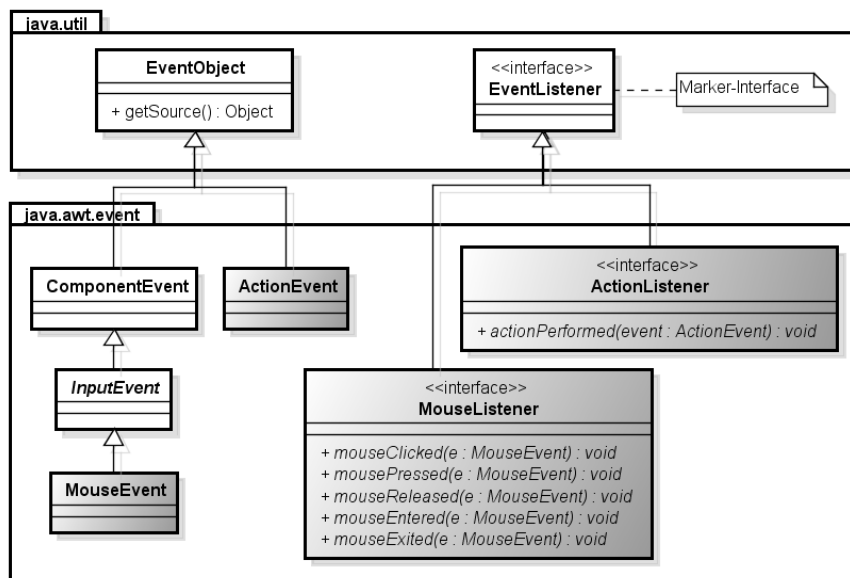 java.util
EventObject
+ getSource() : Object
<<interface>>
EventListener
Marker-Interface
java.awt.event
ComponentEvent
ActionEvent
<<interface>>
ActionListener
+ actionPerformed(event : ActionEvent) : void
InputEvent
<<interface>>
MouseListener
+ mouseClicked(e : MouseEvent) : void
+ mousePressed(e : MouseEvent) : void
+ mouseReleased(e : MouseEvent) : void
+ mouseEntered(e : MouseEvent) : void
+ mouseExited(e : MouseEvent) : void
MouseEvent